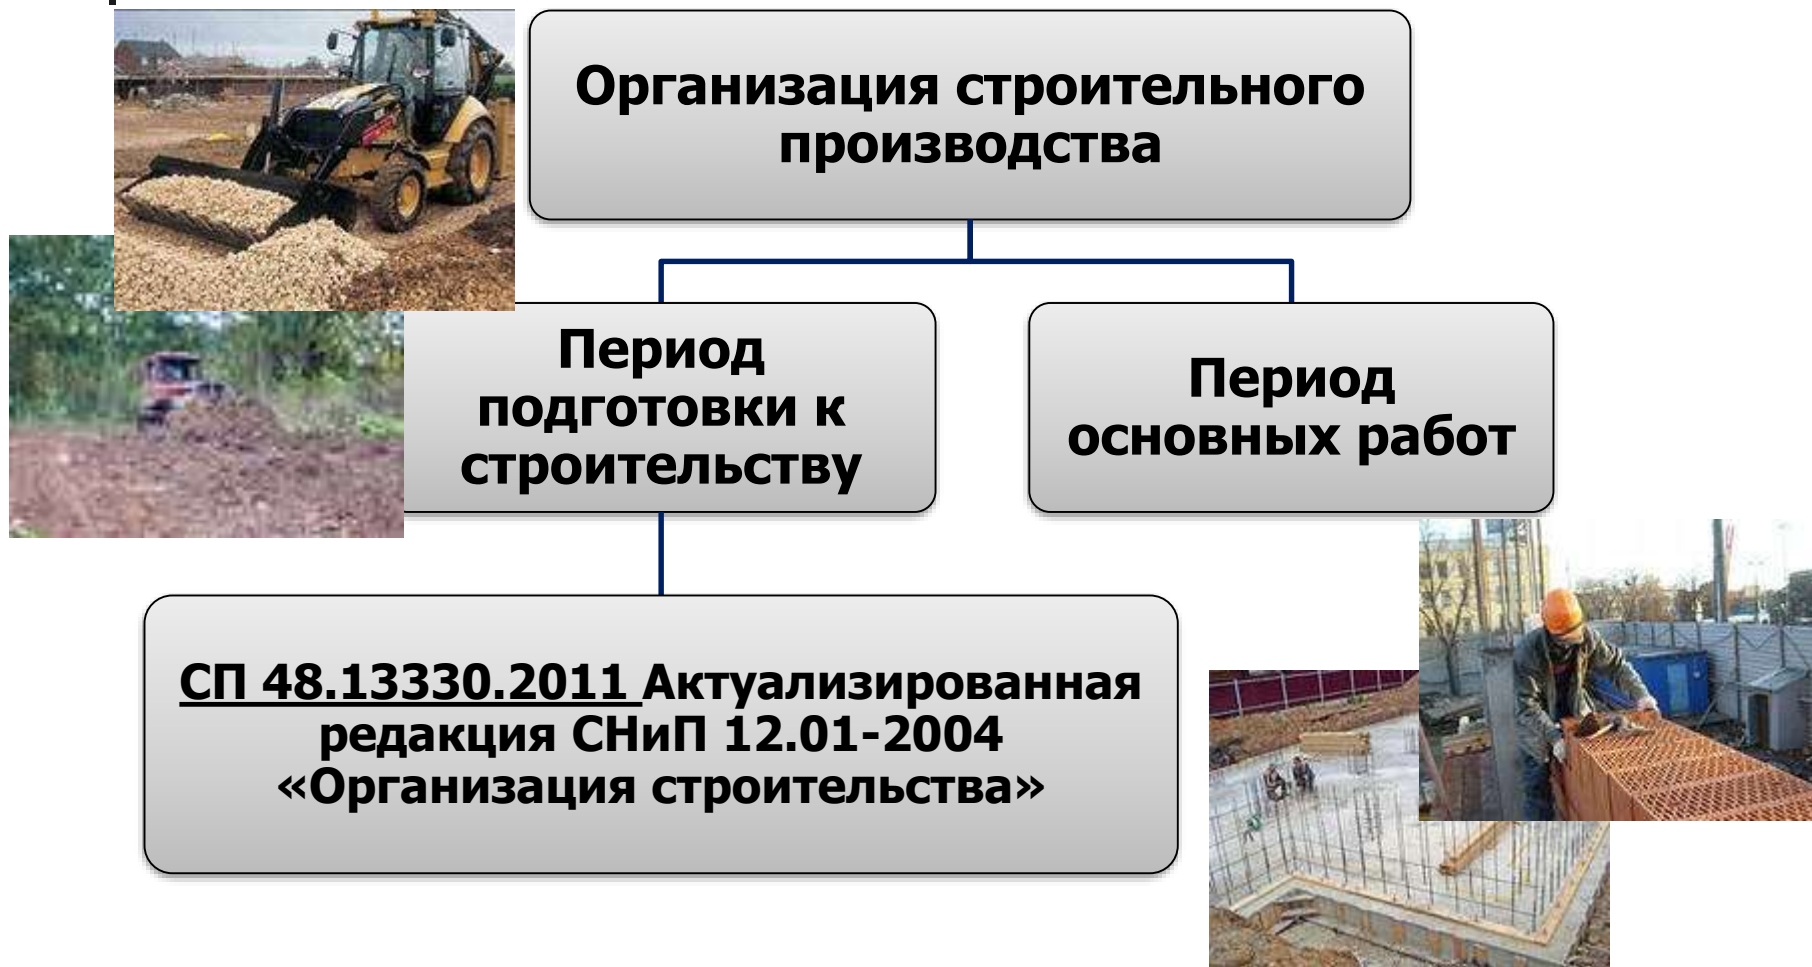 Организация строительного
производства
Период
подготовки к
строительству
Период
основных работ
СП 48.13330.2011 Актуализированная
редакция СНиП 12.01-2004
«Организация строительства»